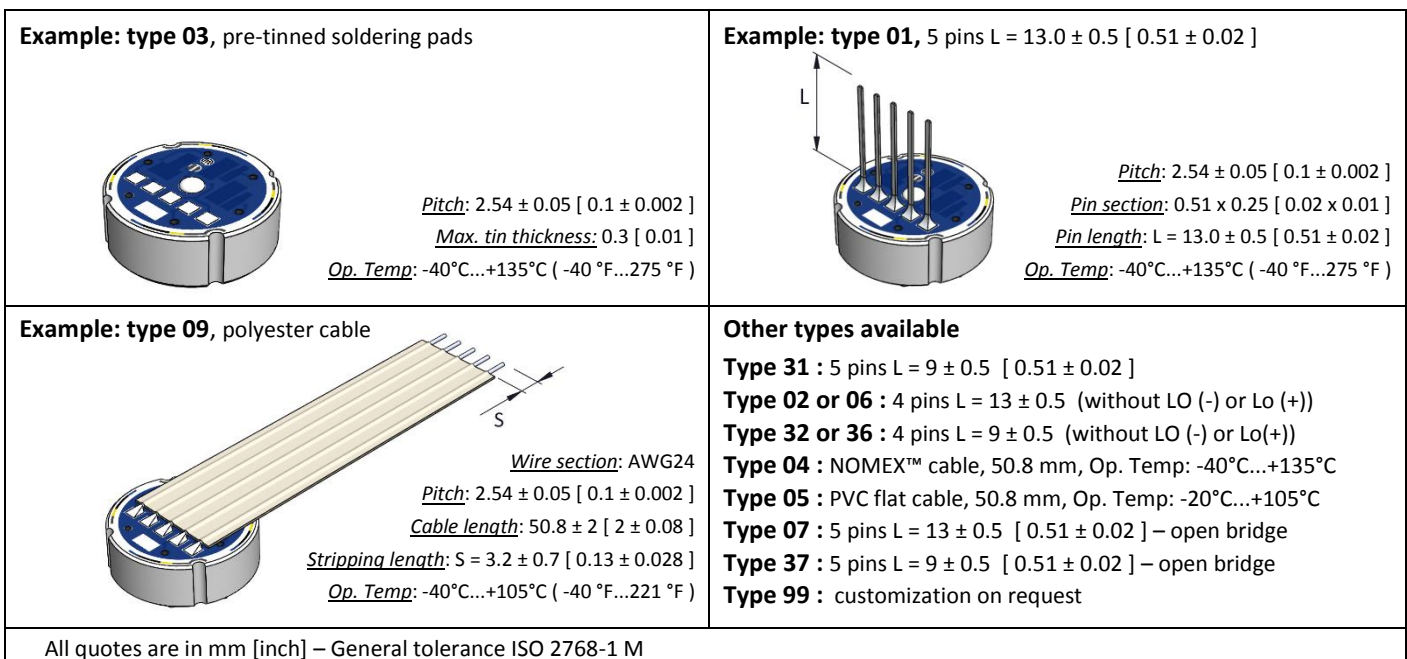 Example: type 03, pre-tinned soldering pads
Pitch: 2.54 ± 0.05 [ 0.1 ± 0.002 ]
Max. tin thickness: 0.3 [ 0.01 ]
Op. Temp: -40°C...+135°C ( -40 °F...275 °F )
Example: type 01, 5 pins L = 13.0 ± 0.5 [ 0.51 ± 0.02 ]
L
Pitch: 2.54 ± 0.05 [ 0.1 ± 0.002 ]
Pin section: 0.51 x 0.25 [ 0.02 x 0.01 ]
Pin length: L = 13.0 ± 0.5 [ 0.51 ± 0.02 ]
Op. Temp: -40°C...+135°C ( -40 °F...275 °F )
Example: type 09, polyester cable
S
Wire section: AWG24
Pitch: 2.54 ± 0.05 [ 0.1 ± 0.002 ]
Cable length: 50.8 ± 2 [ 2 ± 0.08 ]
Stripping length: S = 3.2 ± 0.7 [ 0.13 ± 0.028 ]
Op. Temp: -40°C...+105°C ( -40 °F...221 °F )
Other types available
Type 31 : 5 pins L = 9 ± 0.5 [ 0.51 ± 0.02 ]
Type 02 or 06 : 4 pins L = 13 ± 0.5 (without LO (-) or Lo (+))
Type 32 or 36 : 4 pins L = 9 ± 0.5 (without LO (-) or Lo(+))
Type 04 : NOMEX™ cable, 50.8 mm, Op. Temp: -40°C...+135°C
Type 05 : PVC flat cable, 50.8 mm, Op. Temp: -20°C...+105°C
Type 07 : 5 pins L = 13 ± 0.5 [ 0.51 ± 0.02 ] – open bridge
Type 37 : 5 pins L = 9 ± 0.5 [ 0.51 ± 0.02 ] – open bridge
Type 99 : customization on request
All quotes are in mm [inch] – General tolerance ISO 2768-1 M